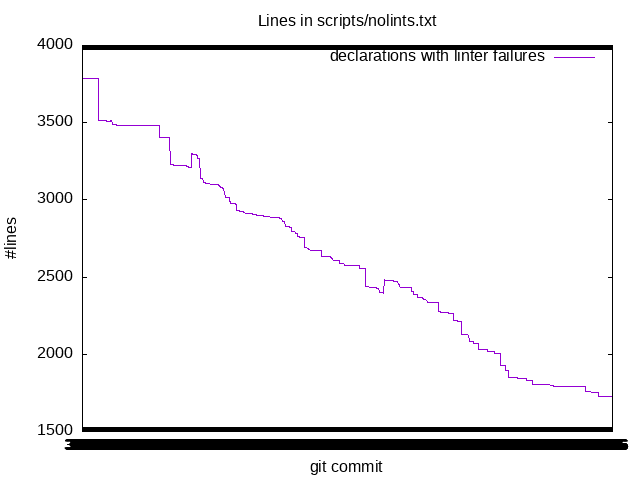 Lines in scripts/nolints.txt
4000
declarations with linter failures
3500
3000
2500
2000
1500
#lines
git commit